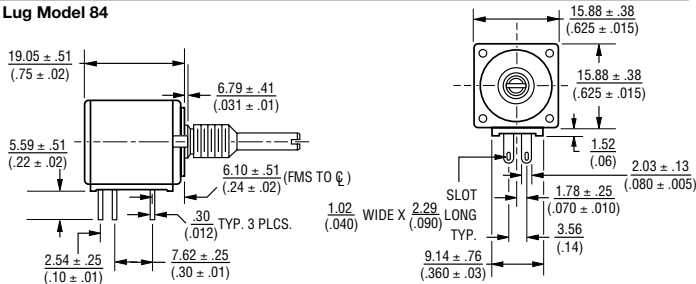 Lug Model 84
19.05 ± .51
(.75 ± .02)
6.79 ± .41
(.031 ± .01)
5.59 ± .51
(.22 ± .02)
6.10 ± .51
(.24 ± .02) (FMS TO ℄)
.30
(.012) TYP. 3 PLCS.
2.54 ± .25
(.10 ± .01)
7.62 ± .25
(.30 ± .01)
15.88 ± .38
(.625 ± .015)
15.88 ± .38
(.625 ± .015)
1.52
(.06)
2.03 ± .13
(.080 ± .005)
SLOT
1.02
(.040) WIDE X 2.29
(.090) LONG
TYP.
1.78 ± .25
(.070 ± .010)
3.56
(.14)
9.14 ± .76
(.360 ± .03)